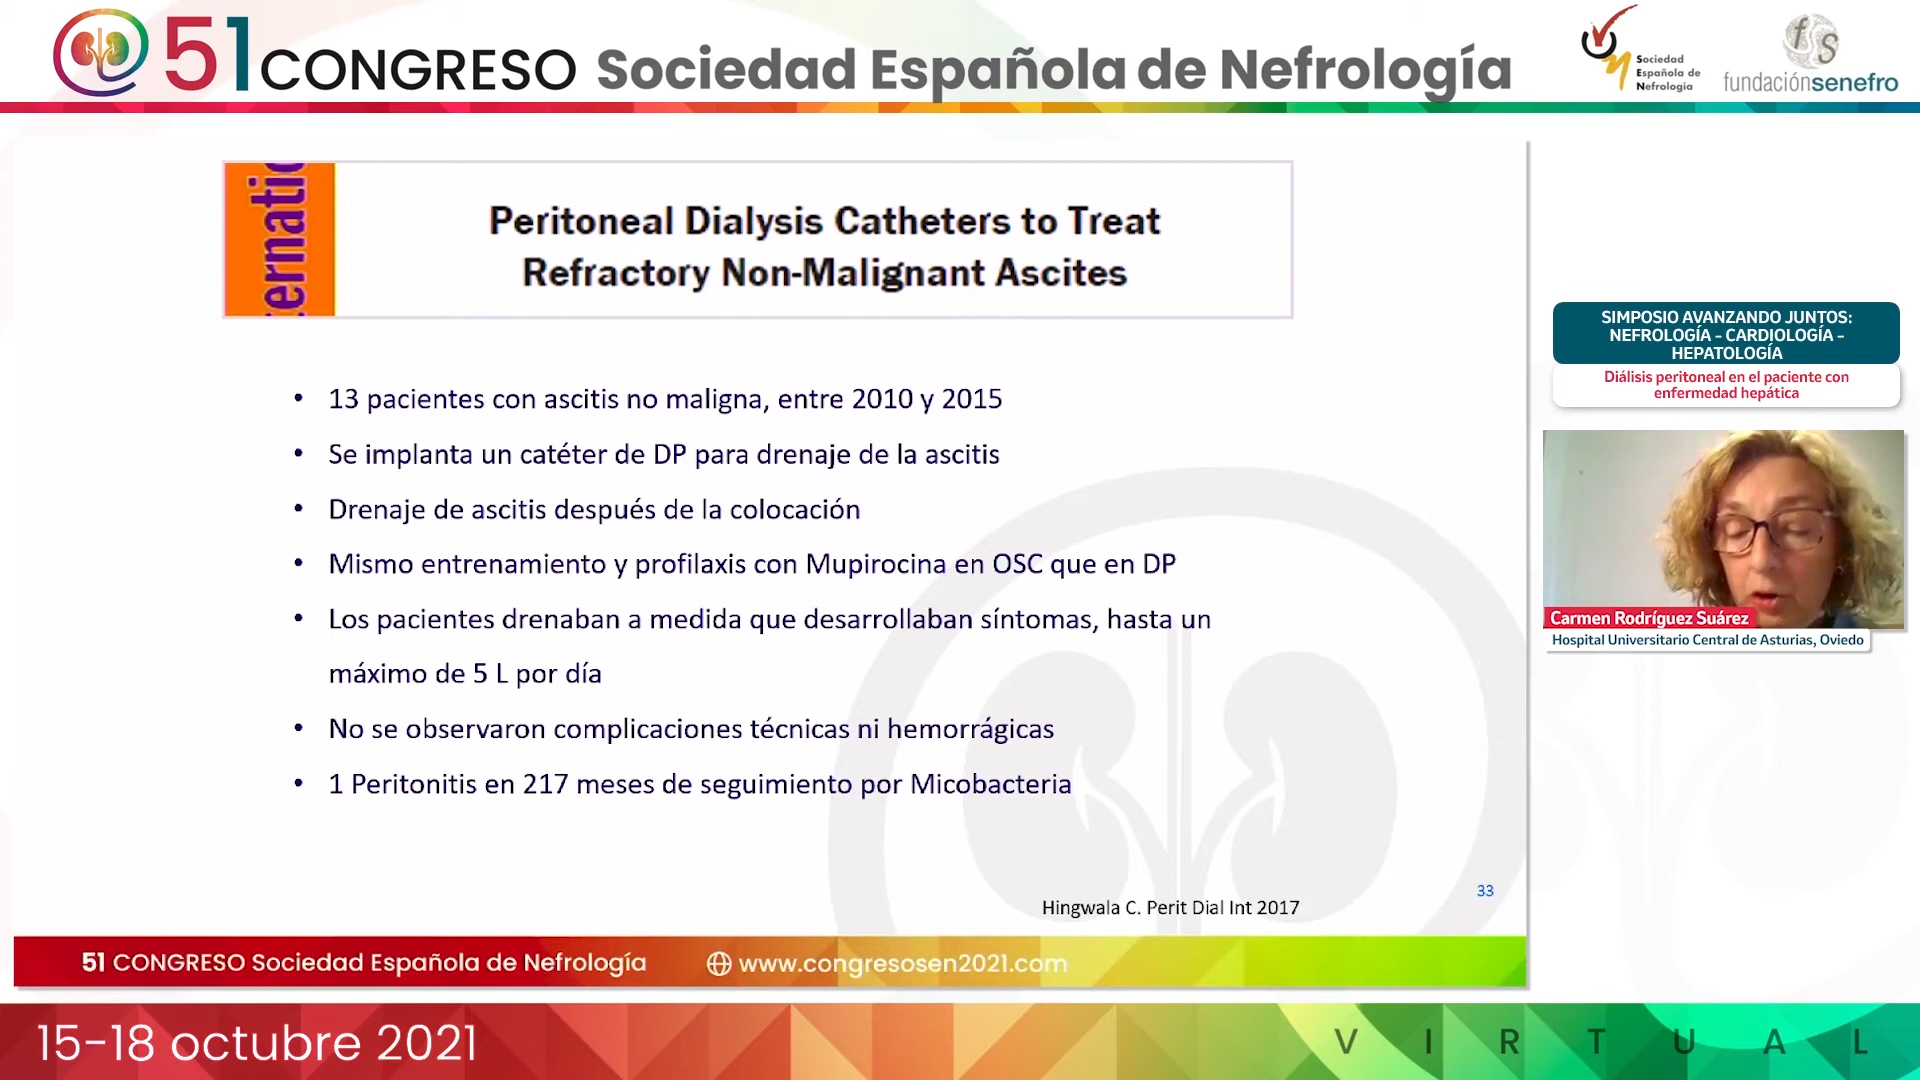 51 CONGRESO Sociedad Española de Nefrología
Sociedad
Española de
Nefrología
fs
fundaciónsenefro
ternatio
Peritoneal Dialysis Catheters to Treat
Refractory Non-Malignant Ascites
• 13 pacientes con ascitis no maligna, entre 2010 y 2015
• Se implanta un catéter de DP para drenaje de la ascitis
• Drenaje de ascitis después de la colocación
• Mismo entrenamiento y profilaxis con Mupirocina en OSC que en DP
• Los pacientes drenaban a medida que desarrollaban síntomas, hasta un
máximo de 5 L por día
• No se observaron complicaciones técnicas ni hemorrágicas
• 1 Peritonitis en 217 meses de seguimiento por Micobacteria
Hingwala C. Perit Dial Int 2017
33
51 CONGRESO Sociedad Española de Nefrología
www.congresosen2021.com
SIMPOSIO AVANZANDO JUNTOS:
NEFROLOGÍA - CARDIOLOGÍA -
HEPATOLOGÍA
Diálisis peritoneal en el paciente con
enfermedad hepática
Carmen Rodríguez Suárez
Hospital Universitario Central de Asturias, Oviedo
15-18 octubre 2021
VIRTUAL